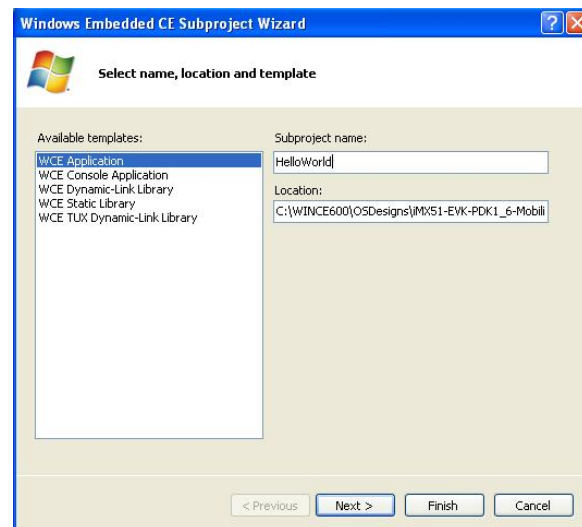 Windows Embedded CE Subproject Wizard
Select name, location and template
Available templates:
WCE Application
WCE Console Application
WCE Dynamic-Link Library
WCE Static Library
WCE TUX Dynamic-Link Library
Subproject name:
HelloWorld
Location:
C:\WINCE600\OSDesigns\iMX51-EVK-PDK1_6-Mobili
< Previous
Next >
Finish
Cancel